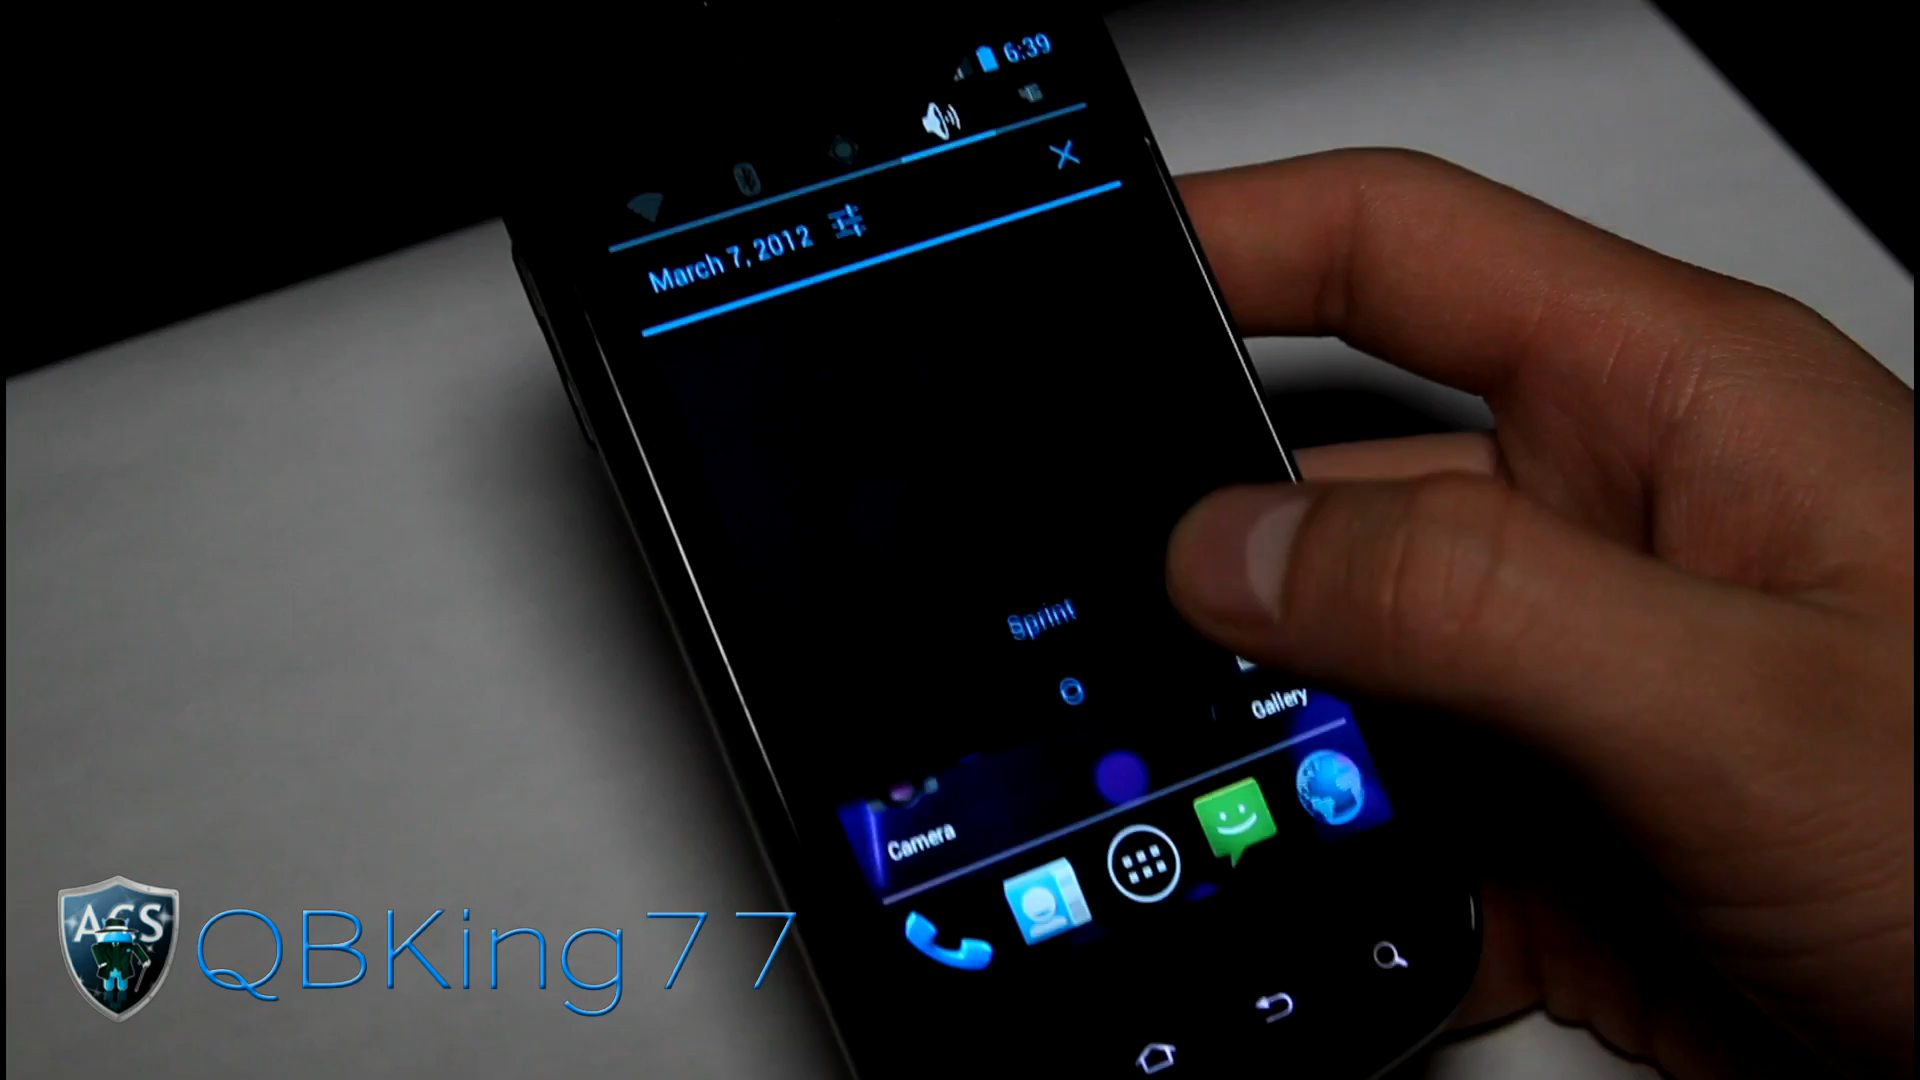 6:39
March 7, 2012
Sprint
Gallery
Camera
ACS
QBKing77